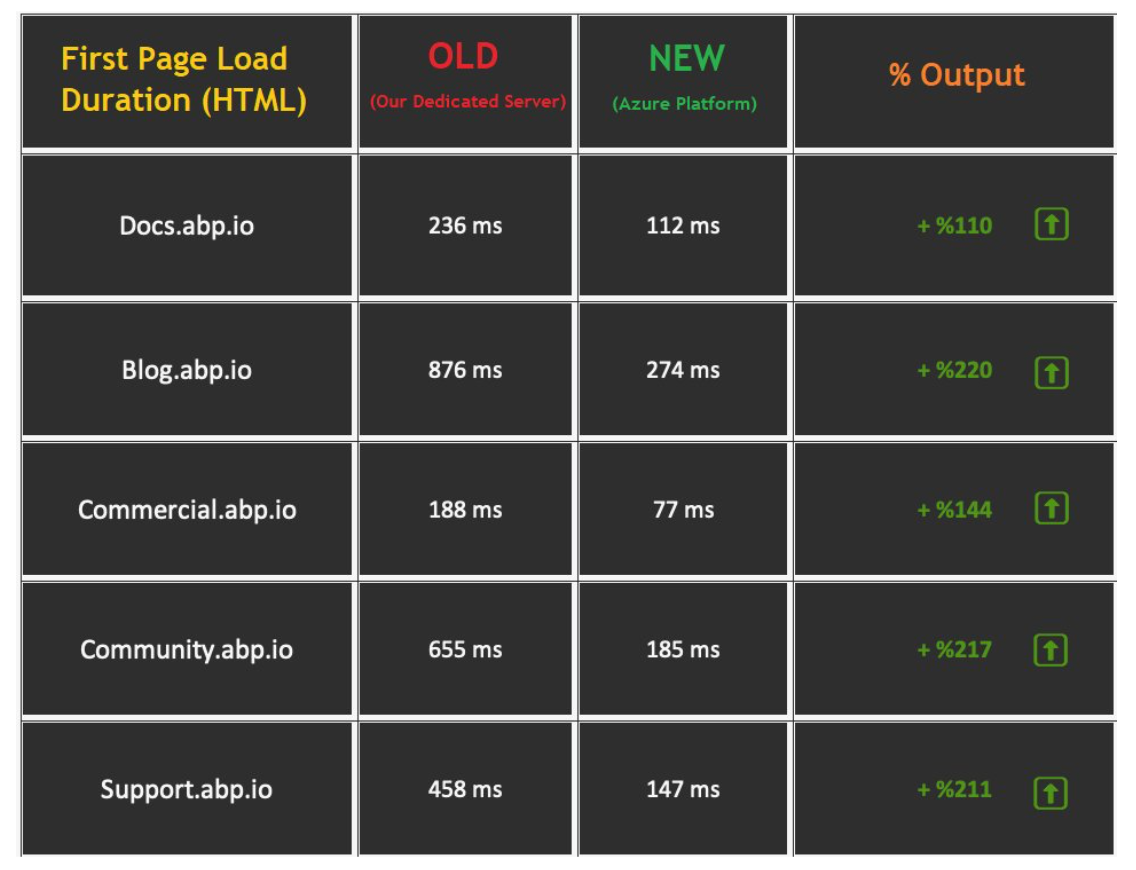 First Page Load
Duration (HTML)
OLD
(Our Dedicated Server)
NEW
(Azure Platform)
% Output
Docs.abp.io
236 ms
112 ms
+ %110
Blog.abp.io
876 ms
274 ms
+ %220
Commercial.abp.io
188 ms
77 ms
+ %144
Community.abp.io
655 ms
185 ms
+ %217
Support.abp.io
458 ms
147 ms
+ %211